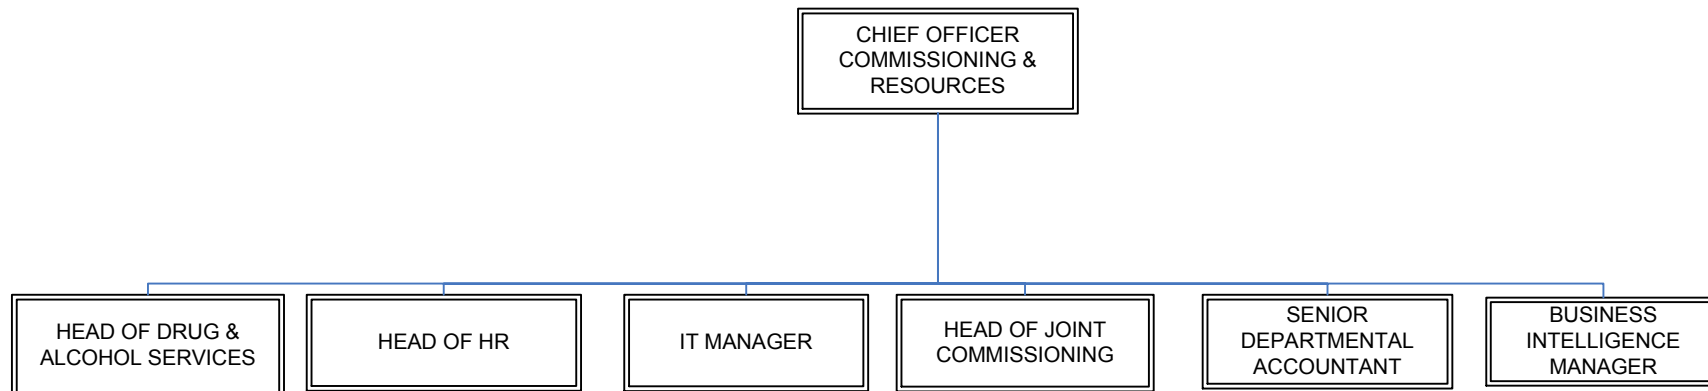 CHIEF OFFICER
COMMISSIONING &
RESOURCES
HEAD OF DRUG &
ALCOHOL SERVICES
HEAD OF HR
IT MANAGER
HEAD OF JOINT
COMMISSIONING
SENIOR
DEPARTMENTAL
ACCOUNTANT
BUSINESS
INTELLIGENCE
MANAGER